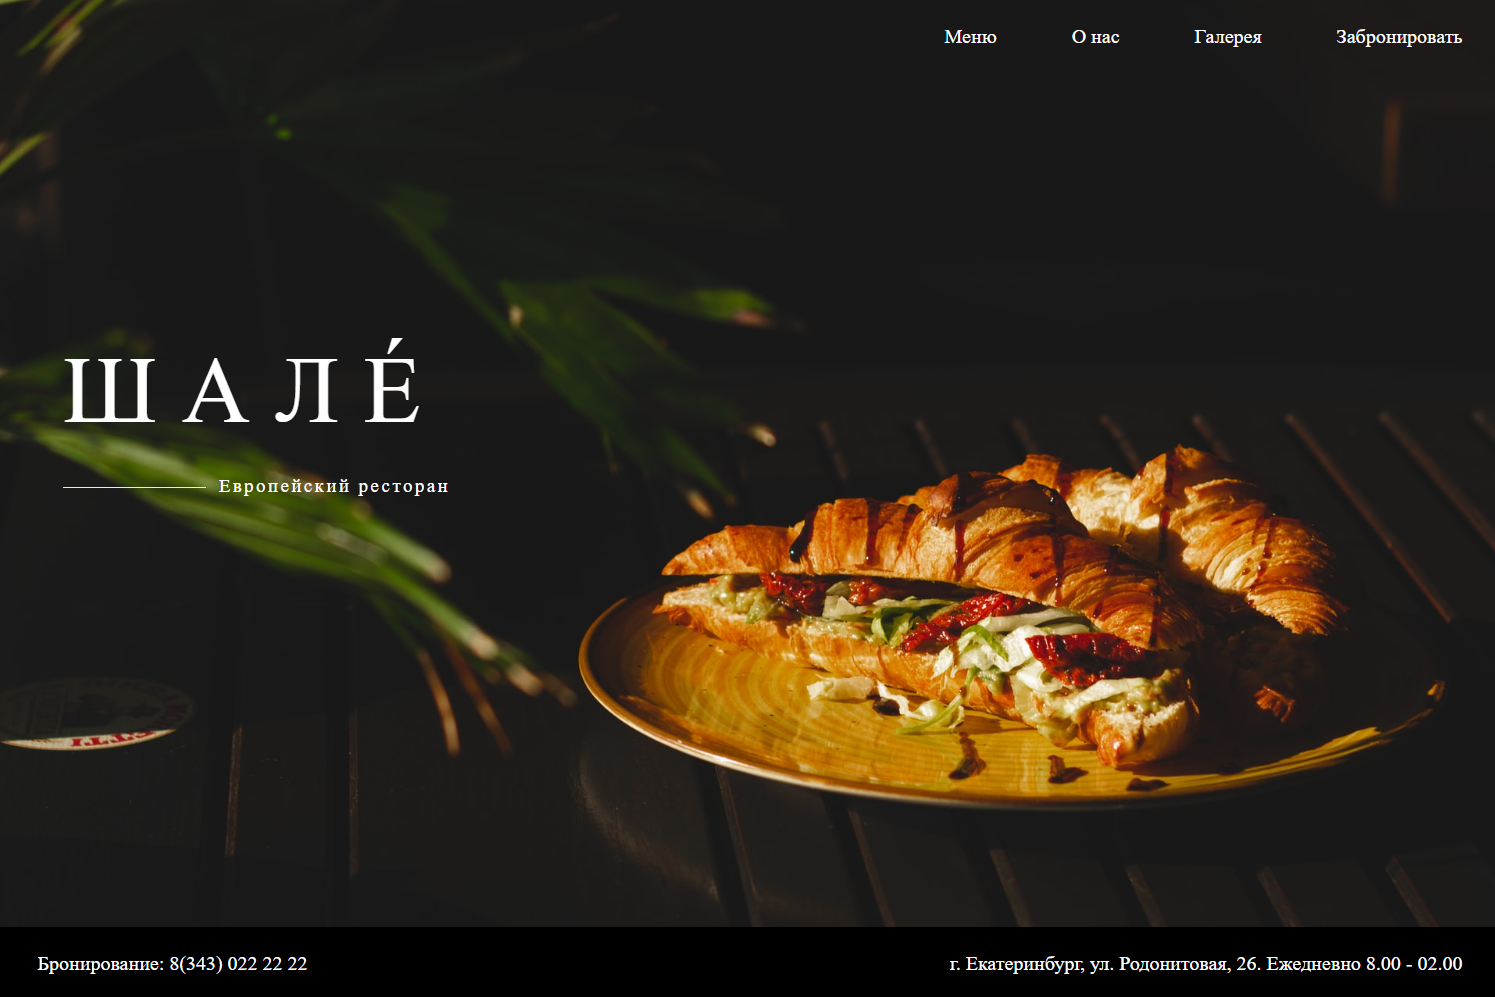 Меню О нас Галерея Забронировать
ШАЛЕ́
Европейский ресторан
Бронирование: 8(343) 022 22 22
г. Екатеринбург, ул. Родонитовая, 26. Ежедневно 8.00 - 02.00